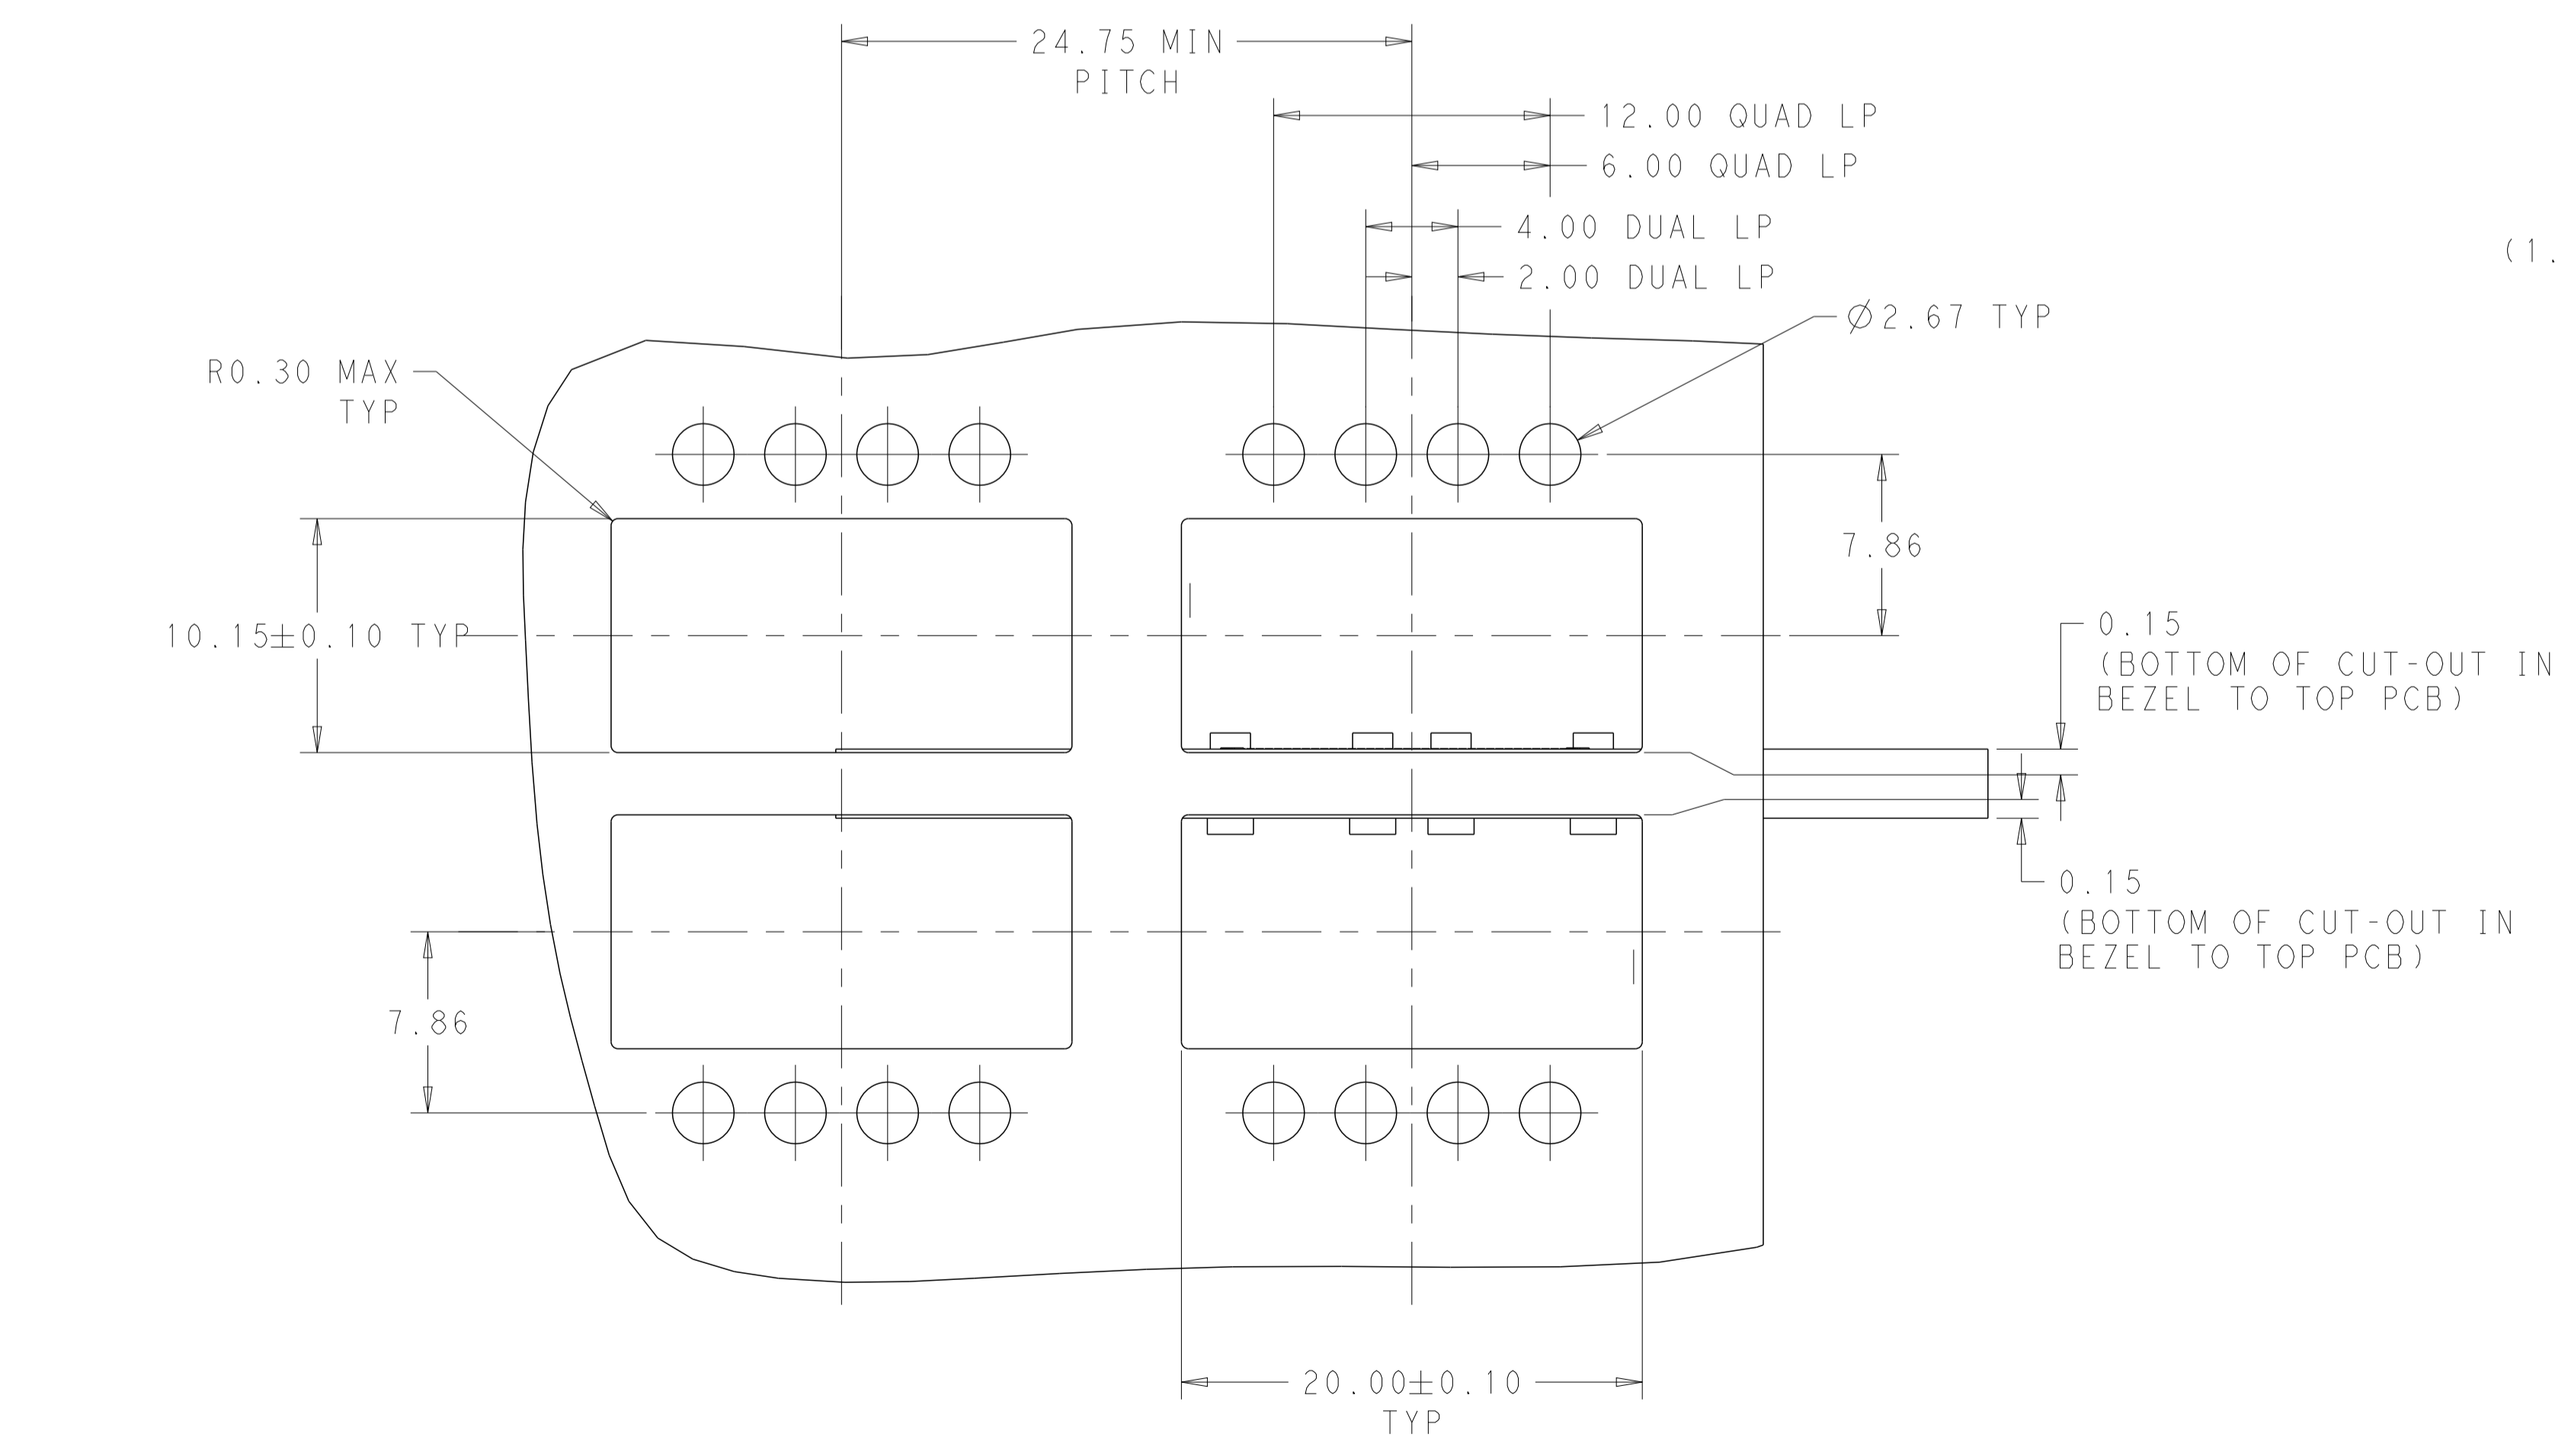 24.75 MIN
PITCH
12.00 QUAD LP
6.00 QUAD LP
4.00 DUAL LP
(1.
2.00 DUAL LP
Ø2.67 TYP
R0.30 MAX
TYP
7.86
10.15±0.10 TYP
0.15
(BOTTOM OF CUT-OUT IN
BEZEL TO TOP PCB)
0.15
(BOTTOM OF CUT-OUT IN
BEZEL TO TOP PCB)
7.86
20.00±0.10
TYP